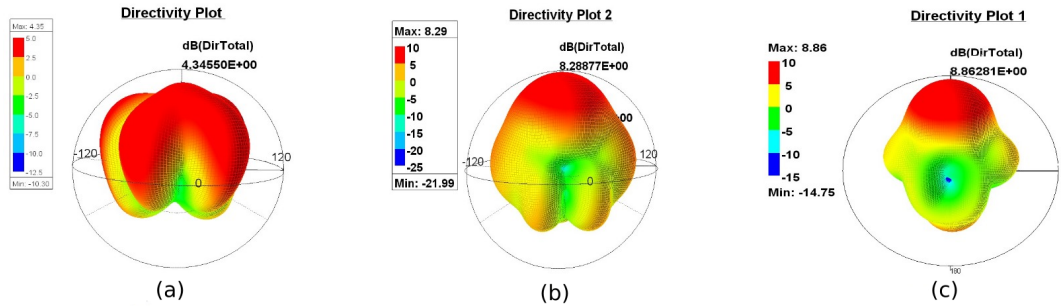 Directivity Plot
Max: 4.35
5.0
2.5
0.0
-2.5
-5.0
-7.5
-10.0
-12.5
Min: -10.30
dB(DirTotal)
4.34550E+00
-120
120
0
(a)
Directivity Plot 2
Max: 8.29
10
5
0
-5
-10
-15
-20
-25
Min: -21.99
dB(DirTotal)
8.28877E+00
+00
-120
120
0
(b)
Directivity Plot 1
Max: 8.86
10
5
0
-5
-10
-15
Min: -14.75
dB(DirTotal)
8.86281E+00
180
(c)